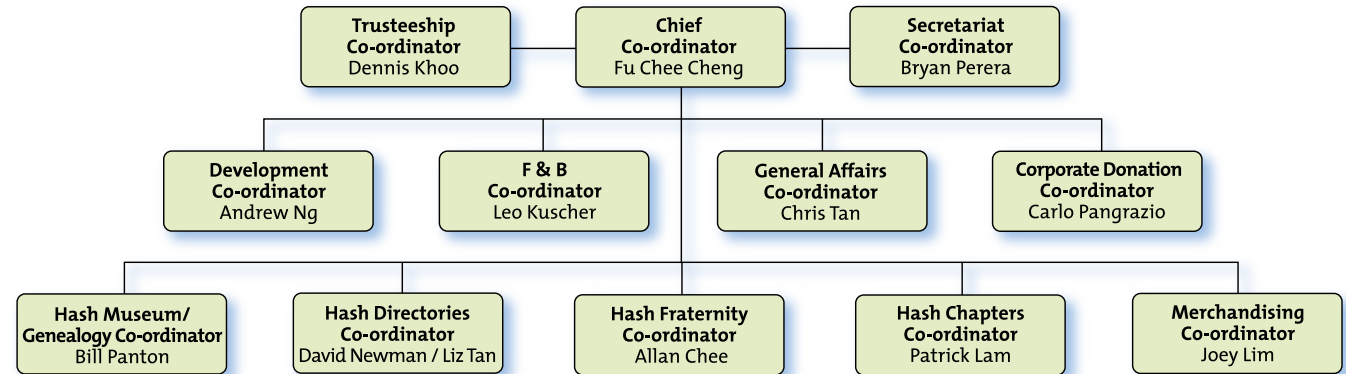 Trusteeship
Co-ordinator
Dennis Khoo
Chief
Co-ordinator
Fu Chee Cheng
Secretariat
Co-ordinator
Bryan Perera
Development
Co-ordinator
Andrew Ng
F & B
Co-ordinator
Leo Kuscher
General Affairs
Co-ordinator
Chris Tan
Corporate Donation
Co-ordinator
Carlo Pangrazio
Hash Museum/
Genealogy Co-ordinator
Bill Panton
Hash Directories
Co-ordinator
David Newman / Liz Tan
Hash Fraternity
Co-ordinator
Allan Chee
Hash Chapters
Co-ordinator
Patrick Lam
Merchandising
Co-ordinator
Joey Lim